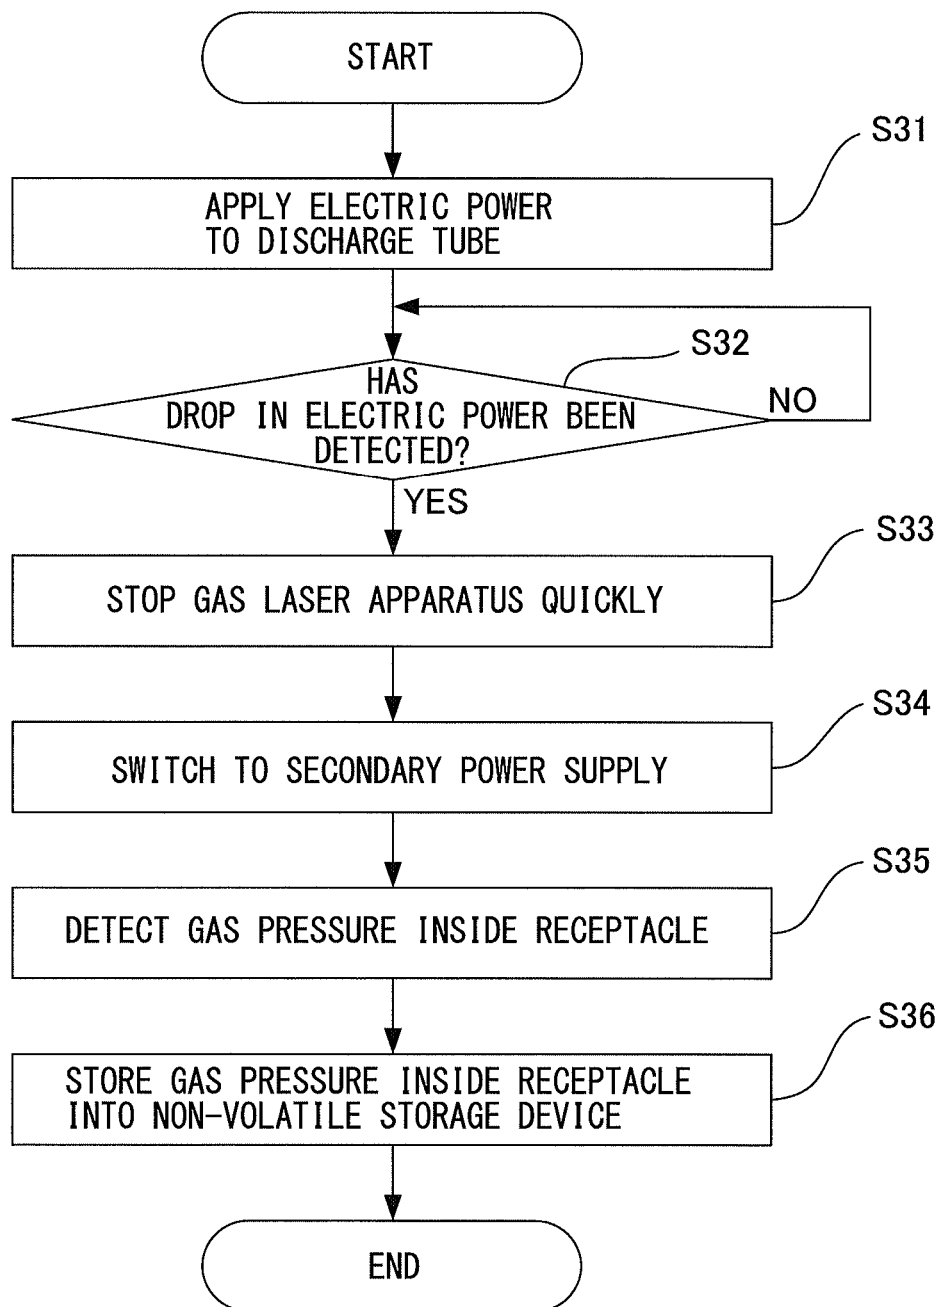 START
S31
APPLY ELECTRIC POWER
TO DISCHARGE TUBE
S32
HAS
DROP IN ELECTRIC POWER BEEN
DETECTED?
NO
YES
S33
STOP GAS LASER APPARATUS QUICKLY
S34
SWITCH TO SECONDARY POWER SUPPLY
S35
DETECT GAS PRESSURE INSIDE RECEPTACLE
S36
STORE GAS PRESSURE INSIDE RECEPTACLE
INTO NON-VOLATILE STORAGE DEVICE
END